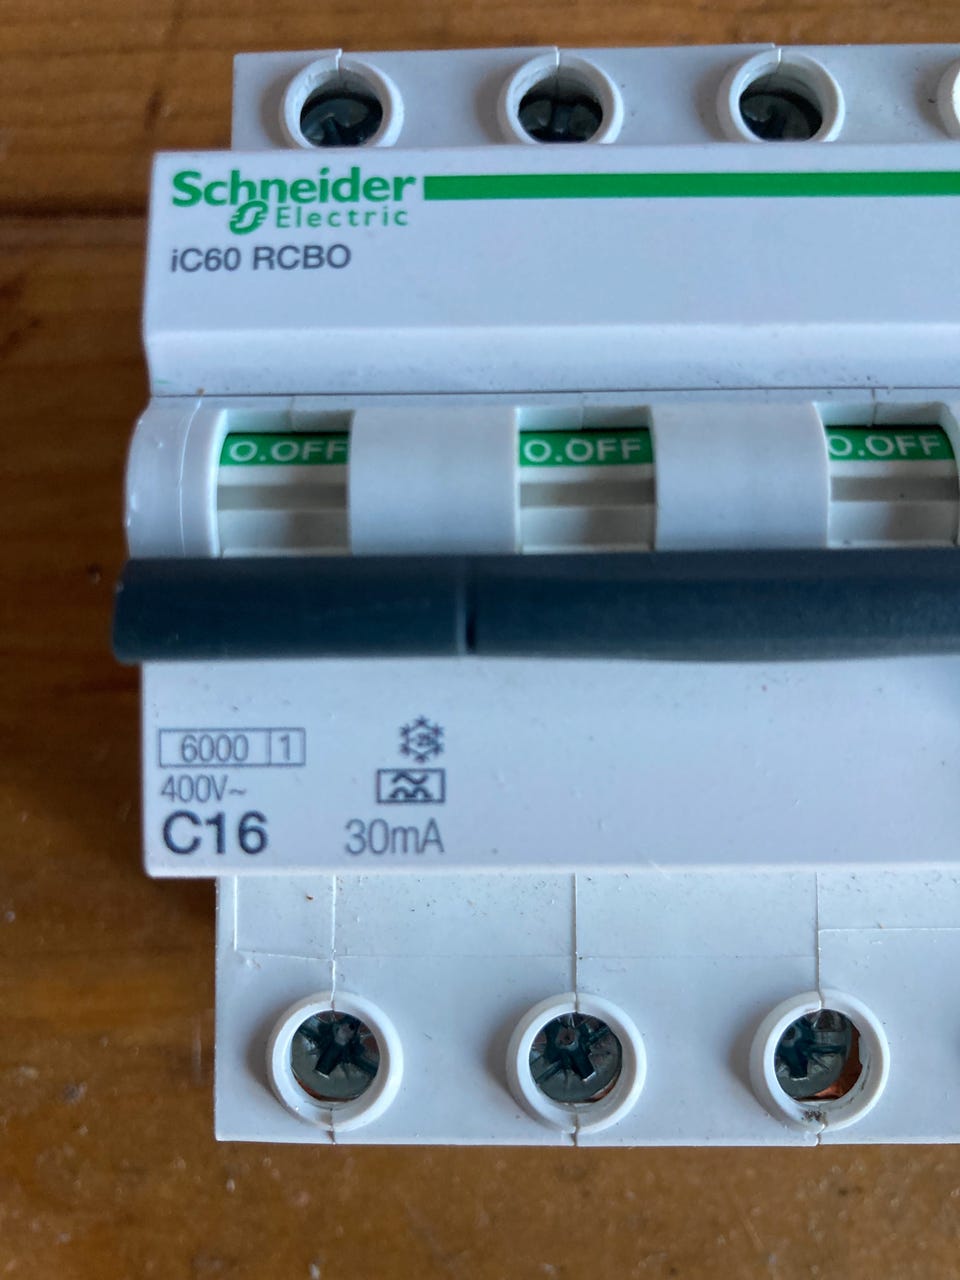 Schneider
Electric
iC60 RCBO
O.OFF O.OFF O.OFF
6000 1
400V~
C16 30mA